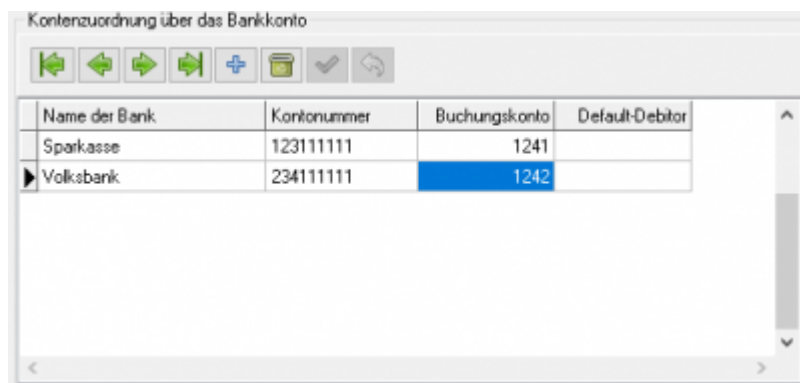 Kontenzuordnung über das Bankkonto
Name der Bank Kontonummer Buchungskonto Default-Debitor
Sparkasse 123111111 1241
Volksbank 234111111 1242